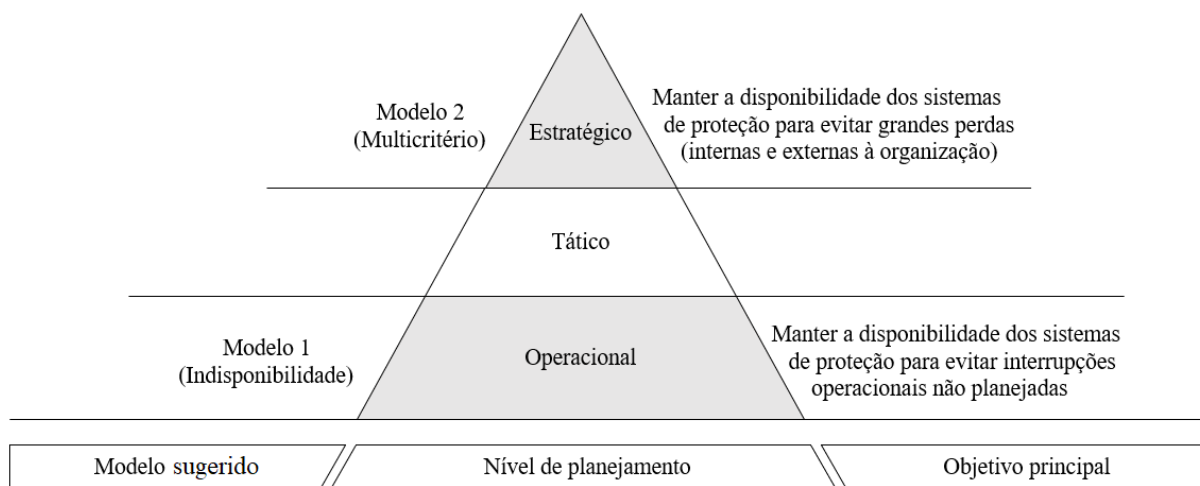 Modelo 2
(Multicritério)
Estratégico
Manter a disponibilidade dos sistemas
de proteção para evitar grandes perdas
(internas e externas à organização)
Tático
Modelo 1
(Indisponibilidade)
Operacional
Manter a disponibilidade dos sistemas
de proteção para evitar interrupções
operacionais não planejadas
Modelo sugerido
Nível de planejamento
Objetivo principal